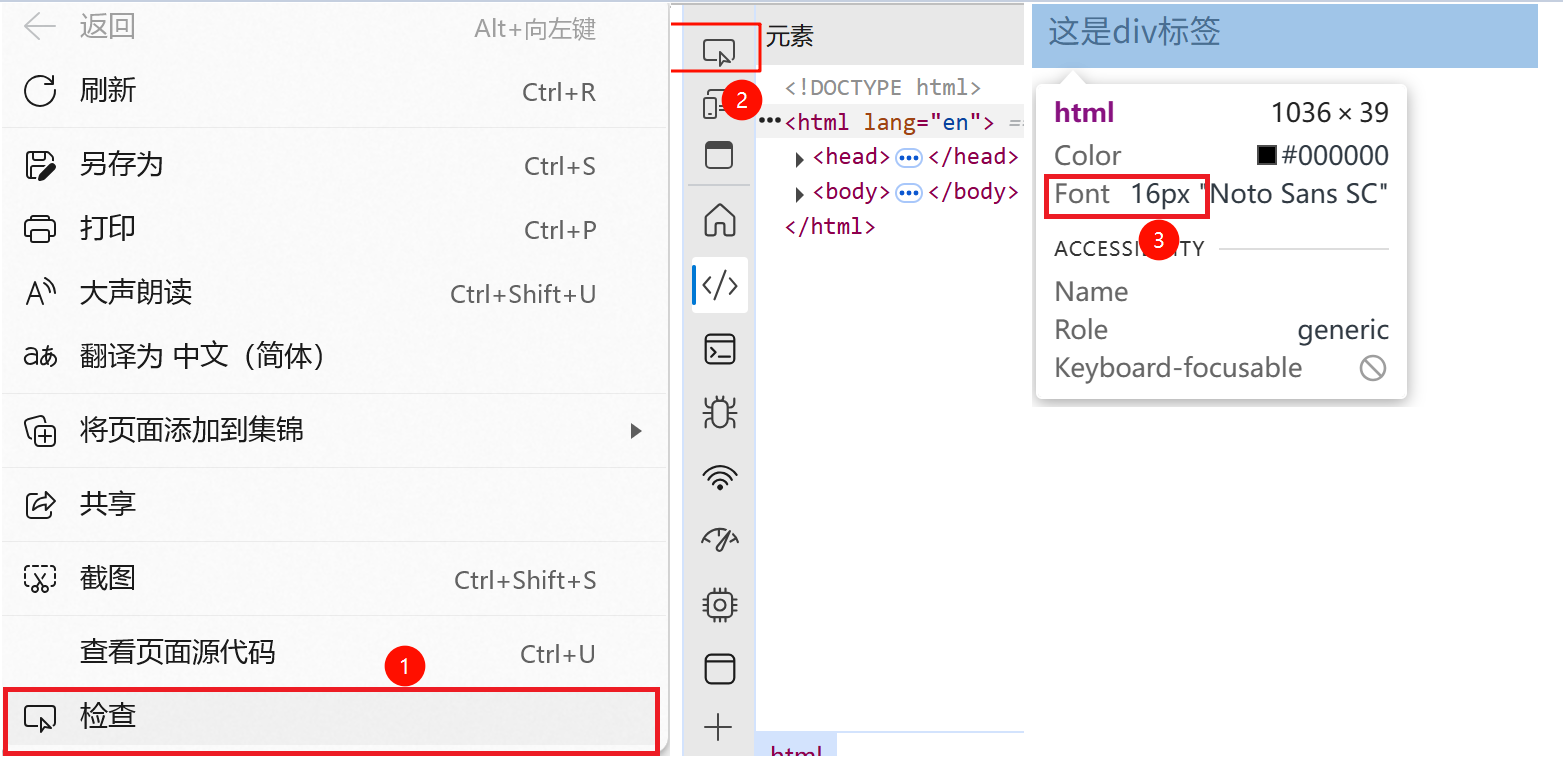 返回 Alt+向左键
刷新 Ctrl+R
另存为 Ctrl+S
打印 Ctrl+P
大声朗读 Ctrl+Shift+U
aあ 翻译为 中文（简体）
将页面添加到集锦
共享
截图 Ctrl+Shift+S
查看页面源代码 Ctrl+U
1
检查
元素
2
<!DOCTYPE html>
•••<html lang="en"> ==
<head>•••</head>
<body>•••</body>
</html>
html
这是div标签
html 1036 × 39
Color #000000
Font 16px "Noto Sans SC"
3
ACCESSIBILITY
Name
Role generic
Keyboard-focusable